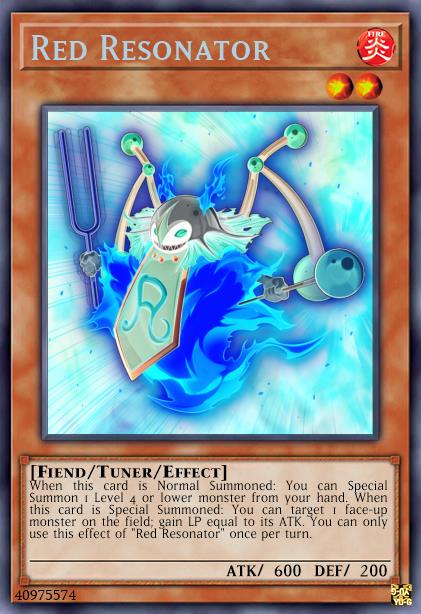 Red Resonator
FIRE
炎
[Fiend/Tuner/Effect]
When this card is Normal Summoned: You can Special
Summon 1 Level 4 or lower monster from your hand. When
this card is Special Summoned: You can target 1 face-up
monster on the field; gain LP equal to its ATK. You can only
use this effect of "Red Resonator" once per turn.
ATK/ 600 DEF/ 200
40975574